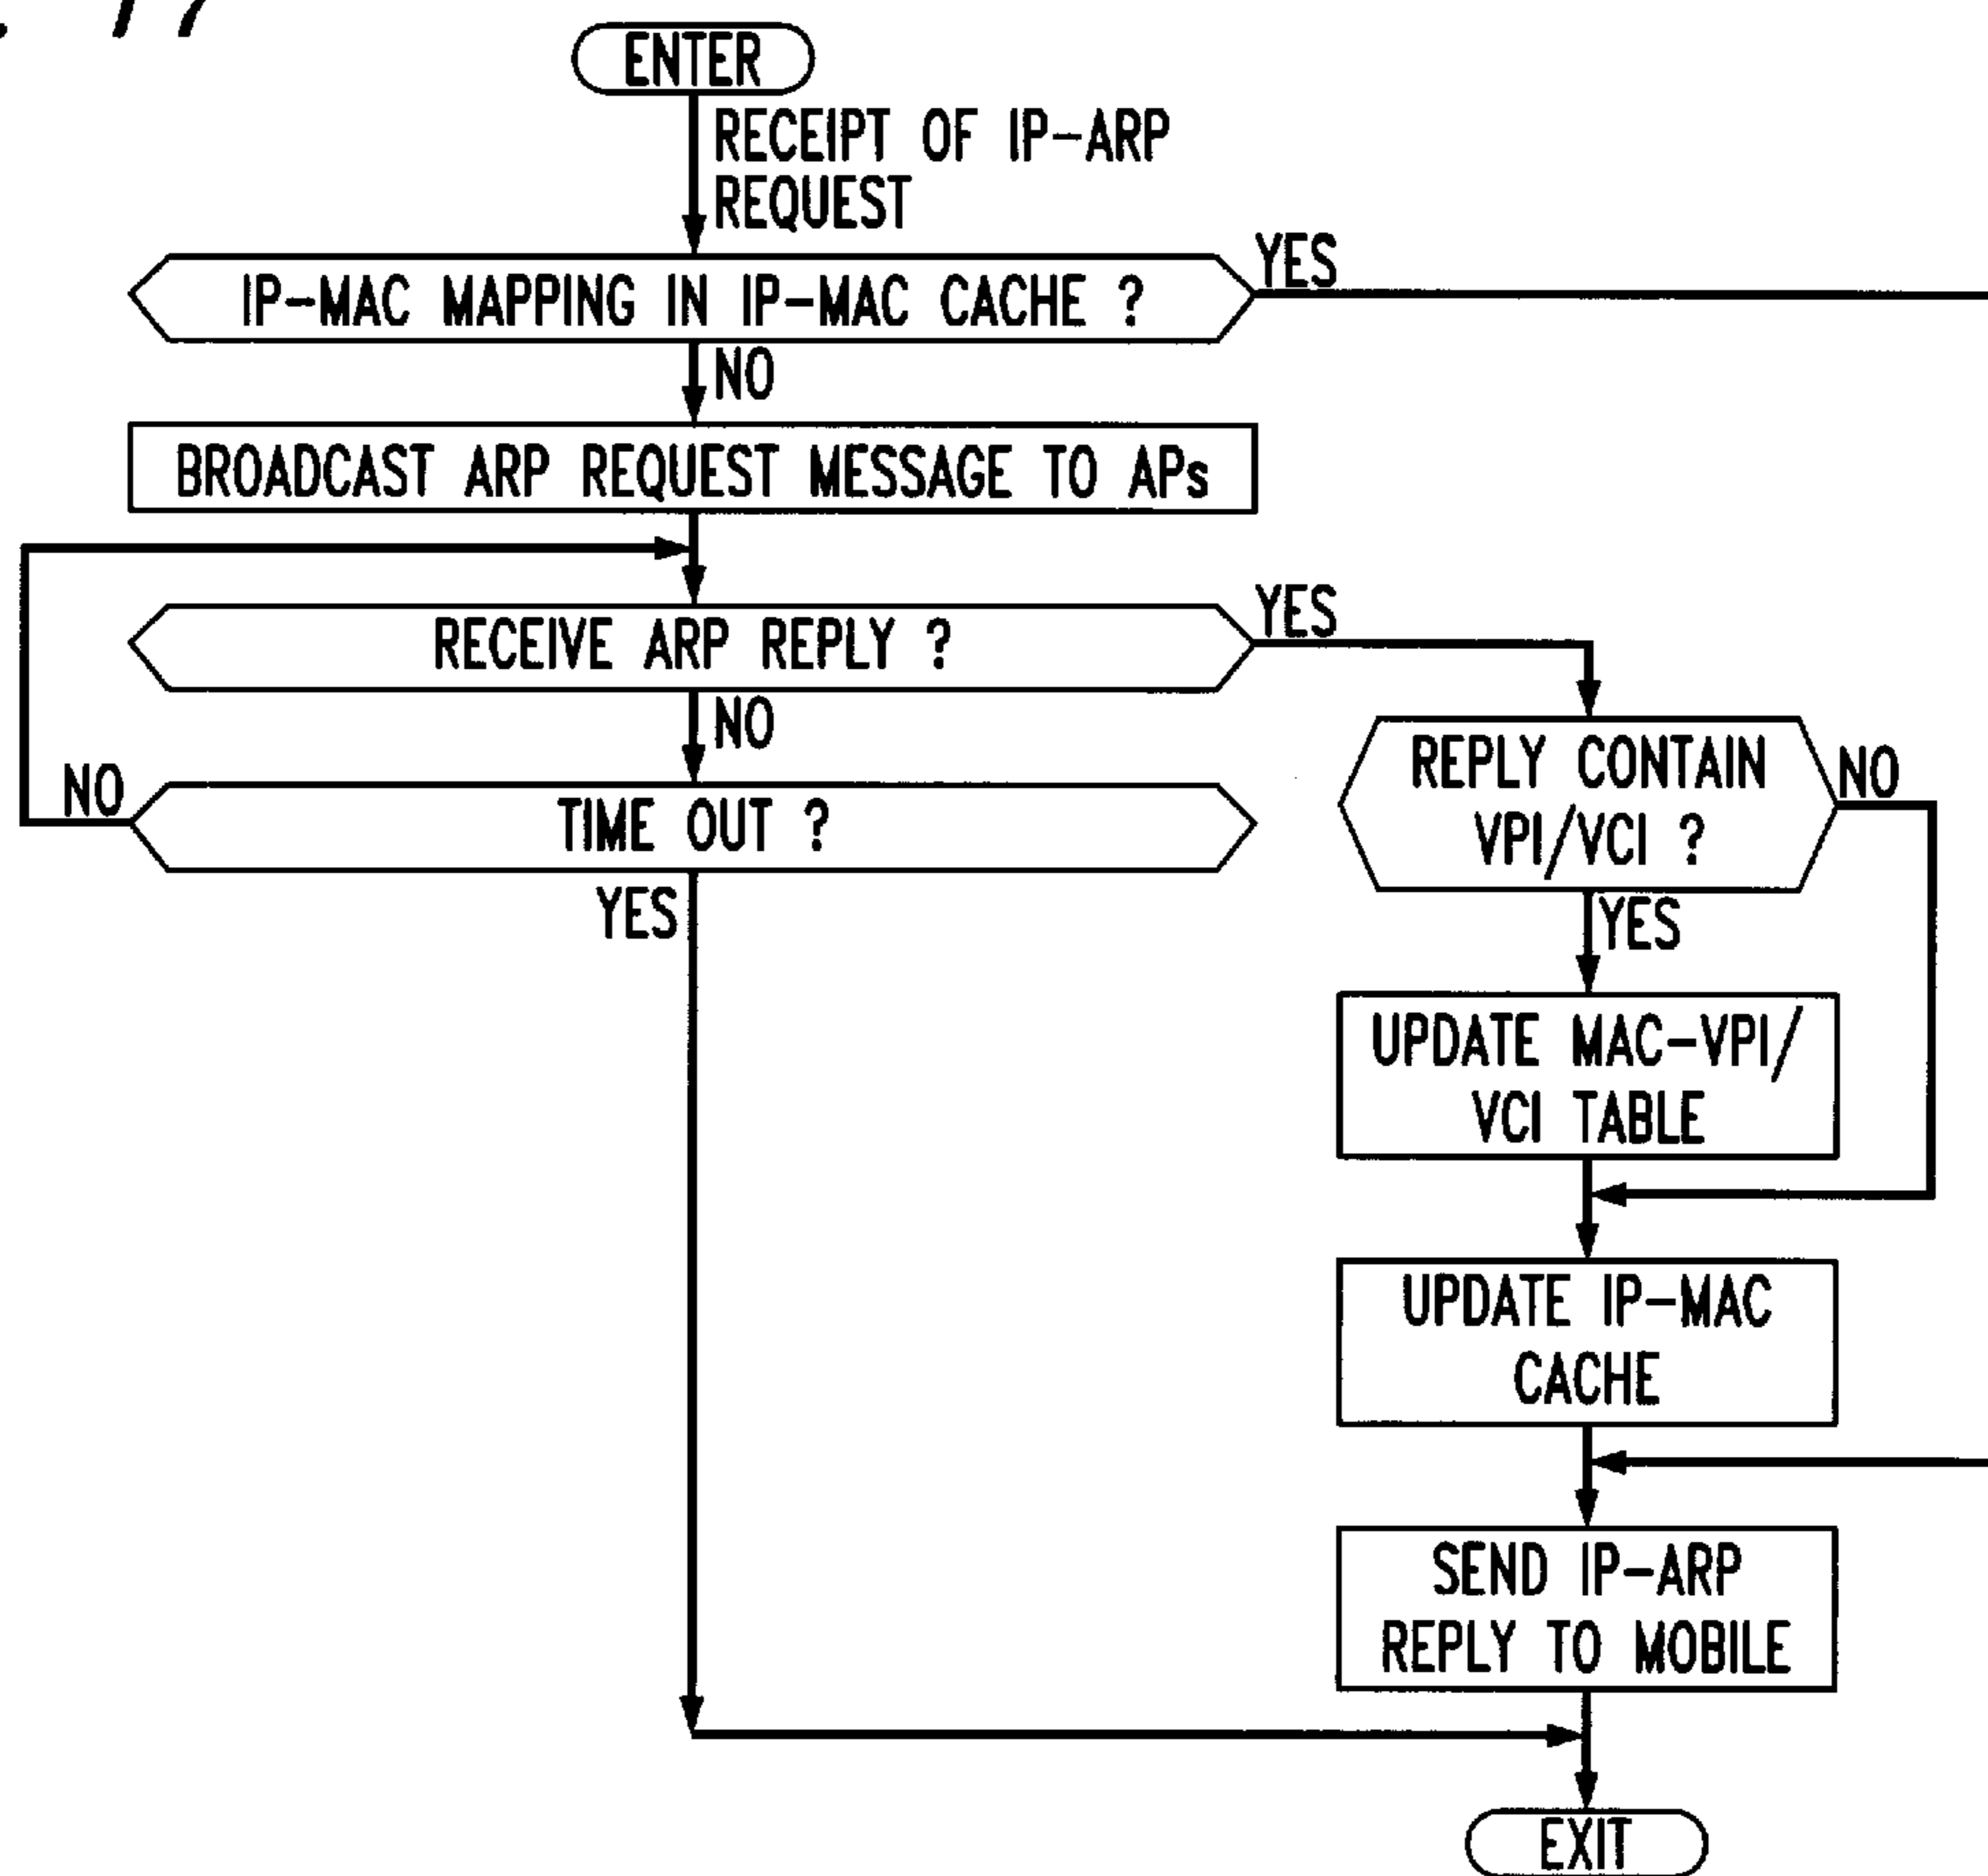 ENTER
RECEIPT OF IP-ARP
REQUEST
IP-MAC MAPPING IN IP-MAC CACHE ?
YES
NO
BROADCAST ARP REQUEST MESSAGE TO APs
RECEIVE ARP REPLY ?
YES
NO
TIME OUT ?
NO
YES
REPLY CONTAIN
VPI/VCI ?
NO
YES
UPDATE MAC-VPI/
VCI TABLE
UPDATE IP-MAC
CACHE
SEND IP-ARP
REPLY TO MOBILE
EXIT